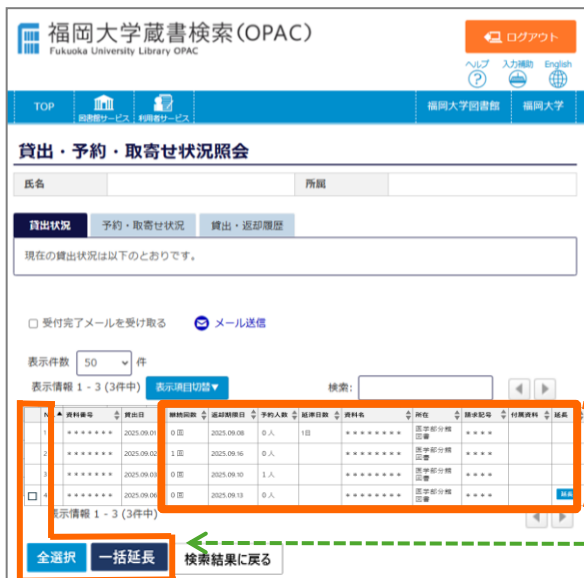 福岡大学蔵書検索(OPAC)
Fukuoka University Library OPAC
ログアウト
ヘルプ 入力補助 English
TOP 図書館サービス 利用者サービス 福岡大学図書館 福岡大学
貸出・予約・取寄せ状況照会
氏名 所属
貸出状況 予約・取寄せ状況 貸出・返却履歴
現在の貸出状況は以下のとおりです。
受付完了メールを受け取る メール送信
表示件数 50 件
表示情報 1 - 3 (3件中) 表示項目切替▼ 検索:
資料番号 貸出日 継続回数 返却期限日 予約人数 延滞日数 資料名 所在 請求記号 付属資料 延長
1 ******* 2025.09.01 0回 2025.09.08 0人 1日 ******** 医学部分館図書 ****
2 ******* 2025.09.02 1回 2025.09.16 0人 ******** 医学部分館図書 ****
3 ******* 2025.09.03 0回 2025.09.10 1人 ******** 医学部分館図書 ****
4 ******* 2025.09.06 0回 2025.09.13 0人 ******** 医学部分館図書 **** 延長
表示情報 1 - 3 (3件中)
全選択 一括延長 検索結果に戻る